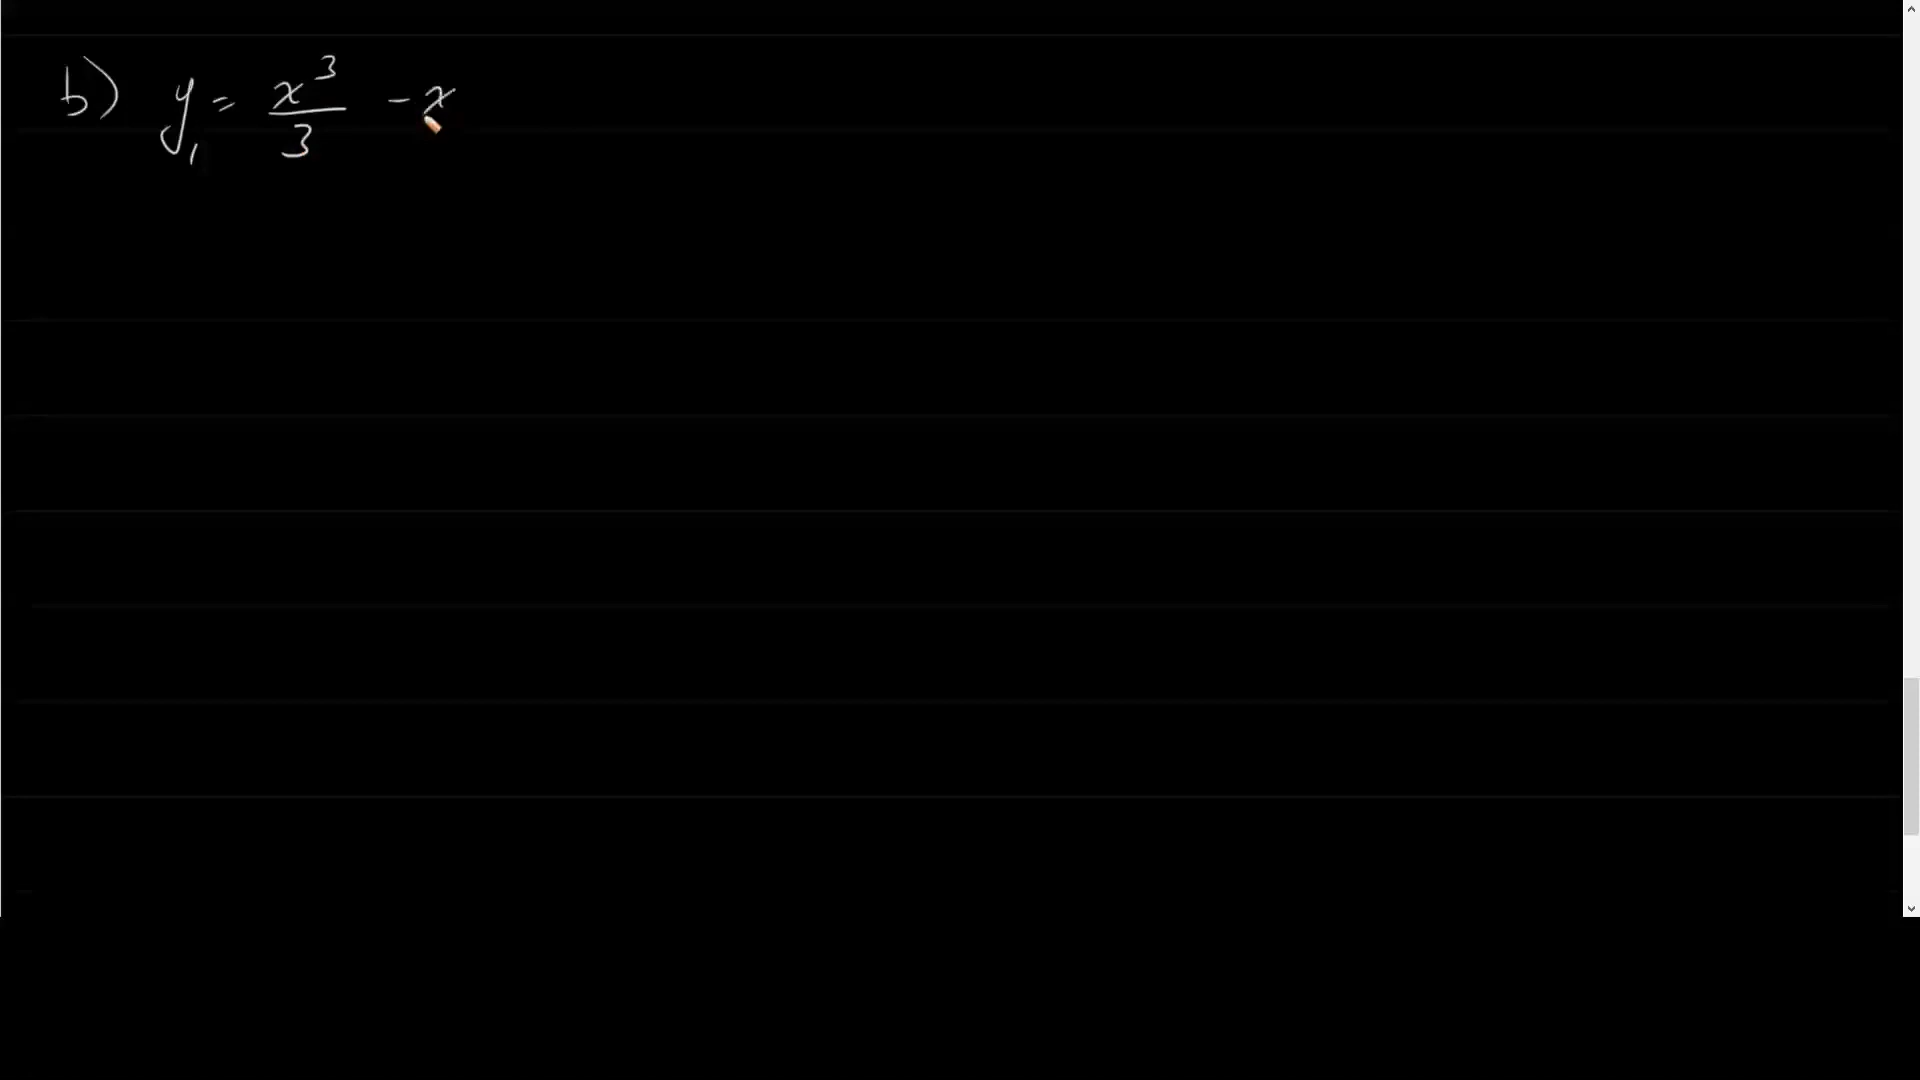 b) y₁ = x³/3 - x